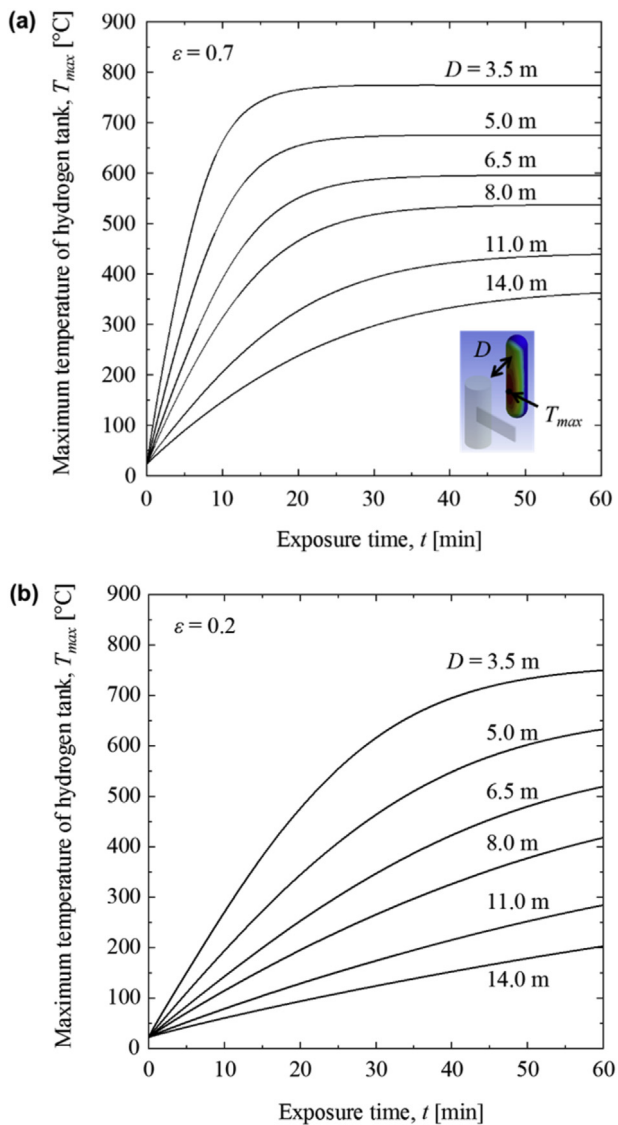 (a)
ε = 0.7
Maximum temperature of hydrogen tank, T_max [°C]
900
800
700
600
500
400
300
200
100
0
D = 3.5 m
5.0 m
6.5 m
8.0 m
11.0 m
14.0 m
D
T_max
0 10 20 30 40 50 60
Exposure time, t [min]
(b)
ε = 0.2
Maximum temperature of hydrogen tank, T_max [°C]
900
800
700
600
500
400
300
200
100
0
D = 3.5 m
5.0 m
6.5 m
8.0 m
11.0 m
14.0 m
0 10 20 30 40 50 60
Exposure time, t [min]